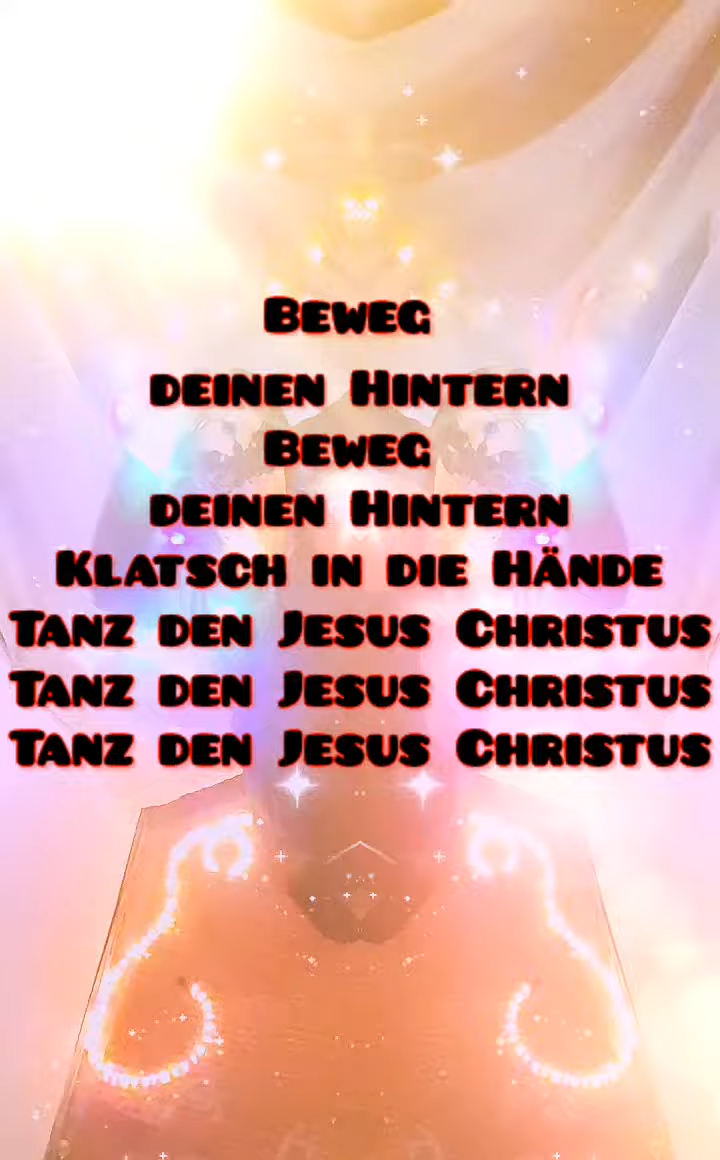 Beweg
deinen Hintern
Beweg
deinen Hintern
Klatsch in die Hände
Tanz den Jesus Christus
Tanz den Jesus Christus
Tanz den Jesus Christus